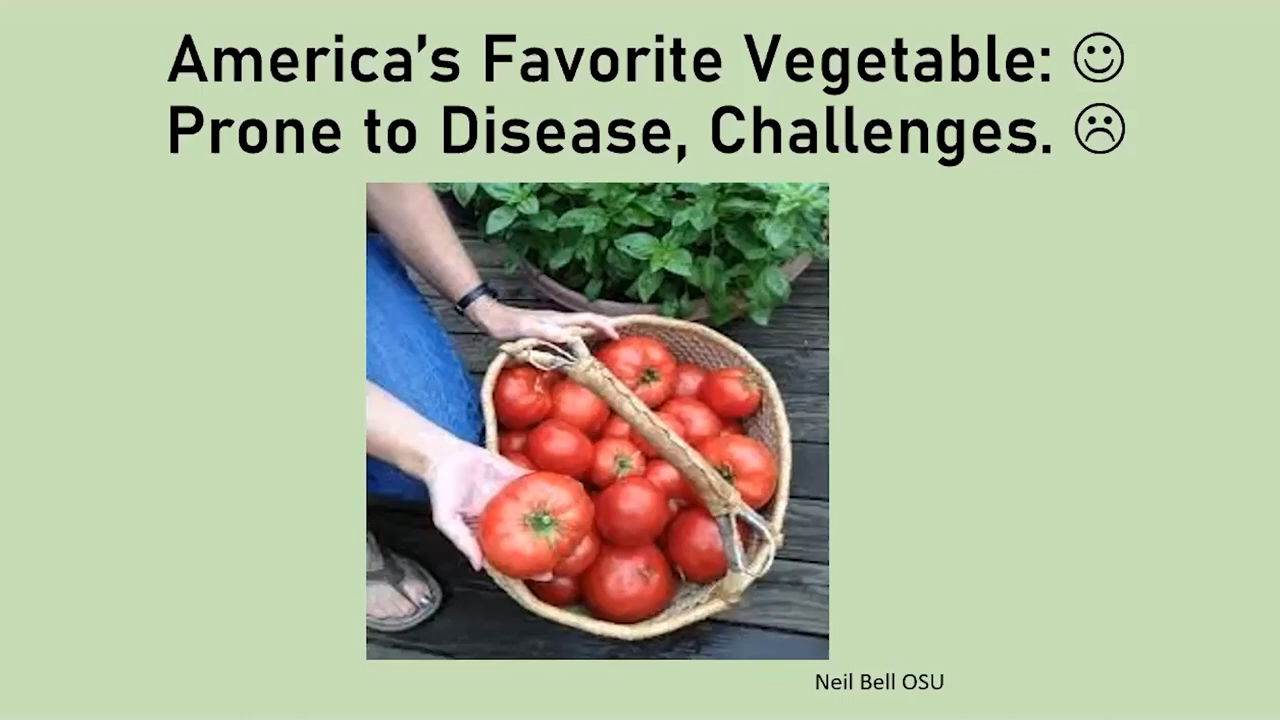 America’s Favorite Vegetable: ☺
Prone to Disease, Challenges. ☹
Neil Bell OSU